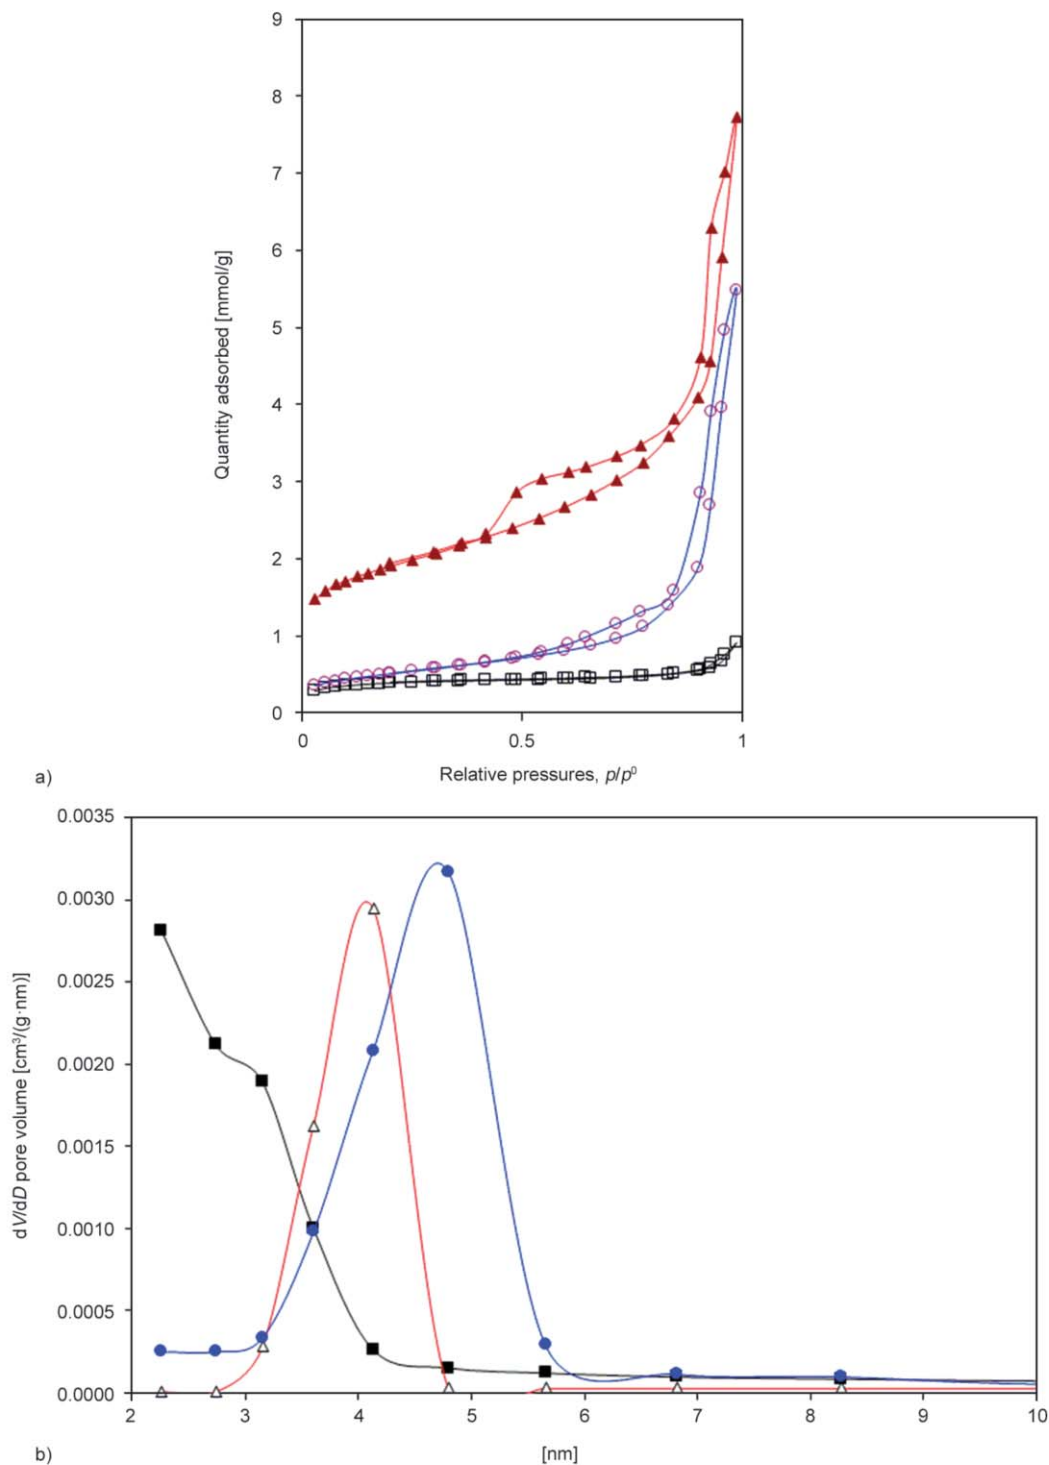 9
8
7
6
5
4
3
2
1
0
Quantity adsorbed [mmol/g]
0 0.5 1
Relative pressures, p/p⁰
a)
0.0035
0.0030
0.0025
0.0020
0.0015
0.0010
0.0005
0.0000
dV/dD pore volume [cm³/(g·nm)]
2 3 4 5 6 7 8 9 10
b) [nm]